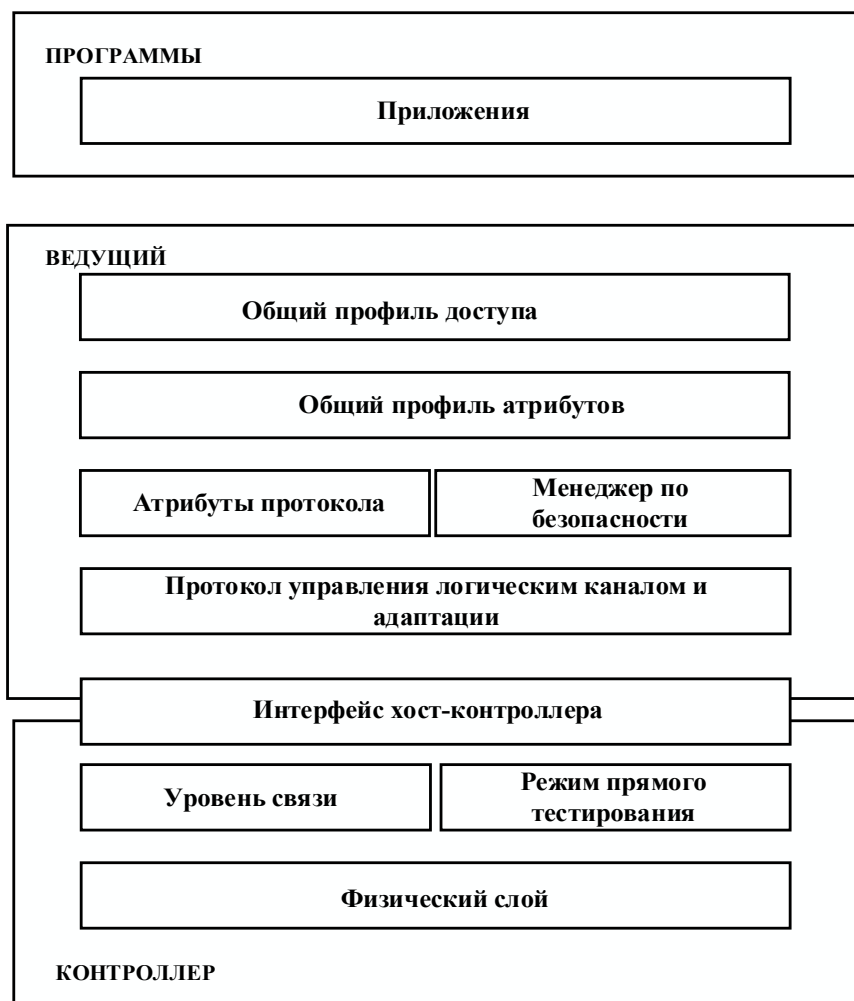 ПРОГРАММЫ
Приложения
ВЕДУЩИЙ
Общий профиль доступа
Общий профиль атрибутов
Атрибуты протокола
Менеджер по
безопасности
Протокол управления логическим каналом и
адаптации
Интерфейс хост-контроллера
Уровень связи
Режим прямого
тестирования
Физический слой
КОНТРОЛЛЕР